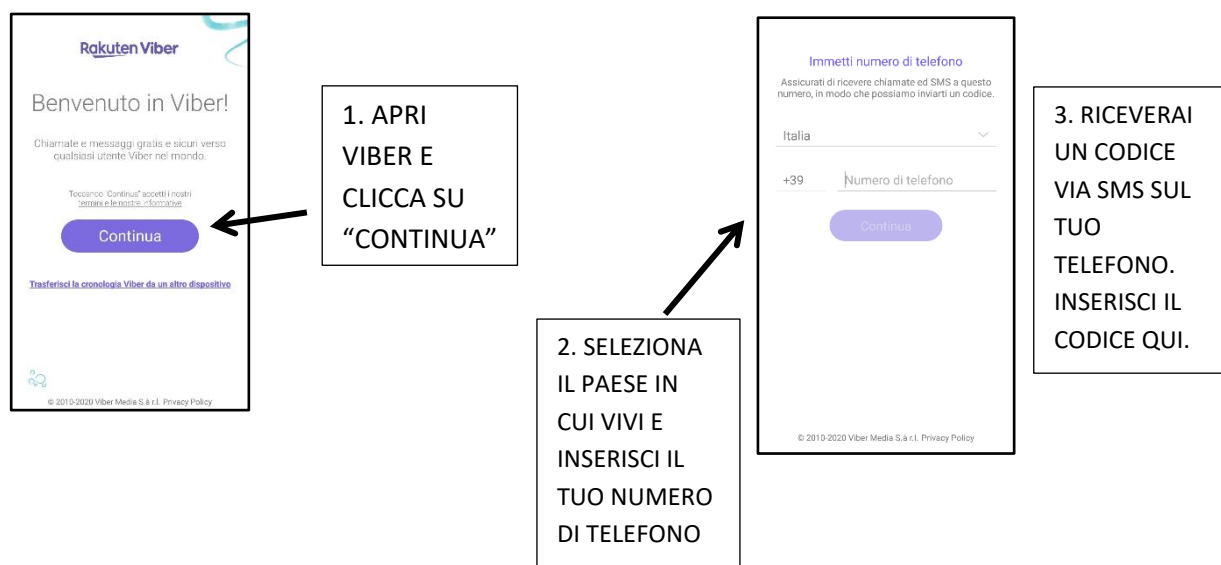 Rakuten Viber
Benvenuto in Viber!
Chiamate e messaggi gratis e sicuri verso
qualsiasi utente Viber nel mondo.
Toccando "Continua" accetti i nostri
termini e le nostre informative
Continua
Trasferisci la cronologia Viber da un altro dispositivo
© 2010-2020 Viber Media S.à r.l. Privacy Policy
1. APRI
VIBER E
CLICCA SU
“CONTINUA”
2. SELEZIONA
IL PAESE IN
CUI VIVI E
INSERISCI IL
TUO NUMERO
DI TELEFONO
Immetti numero di telefono
Assicurati di ricevere chiamate ed SMS a questo
numero, in modo che possiamo inviarti un codice.
Italia
+39 Numero di telefono
Continua
© 2010-2020 Viber Media S.à r.l. Privacy Policy
3. RICEVERAI
UN CODICE
VIA SMS SUL
TUO
TELEFONO.
INSERISCI IL
CODICE QUI.